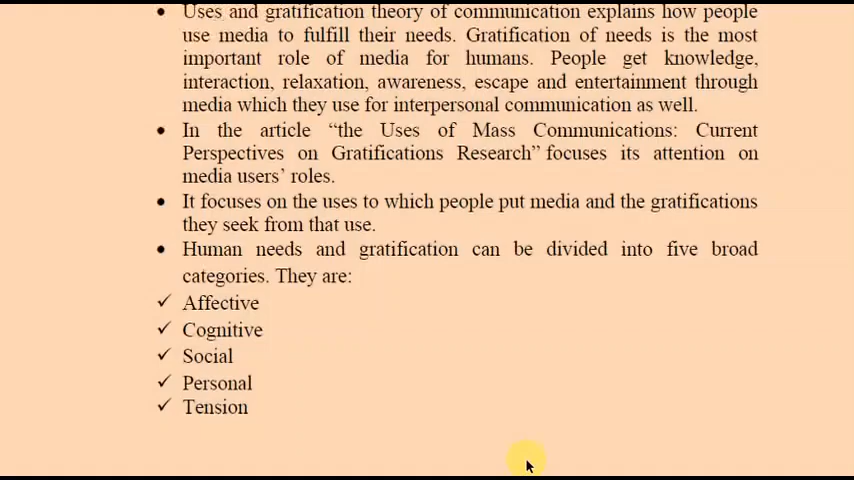 • Uses and gratification theory of communication explains how people
use media to fulfill their needs. Gratification of needs is the most
important role of media for humans. People get knowledge,
interaction, relaxation, awareness, escape and entertainment through
media which they use for interpersonal communication as well.
• In the article “the Uses of Mass Communications: Current
Perspectives on Gratifications Research” focuses its attention on
media users’ roles.
• It focuses on the uses to which people put media and the gratifications
they seek from that use.
• Human needs and gratification can be divided into five broad
categories. They are:
✓ Affective
✓ Cognitive
✓ Social
✓ Personal
✓ Tension